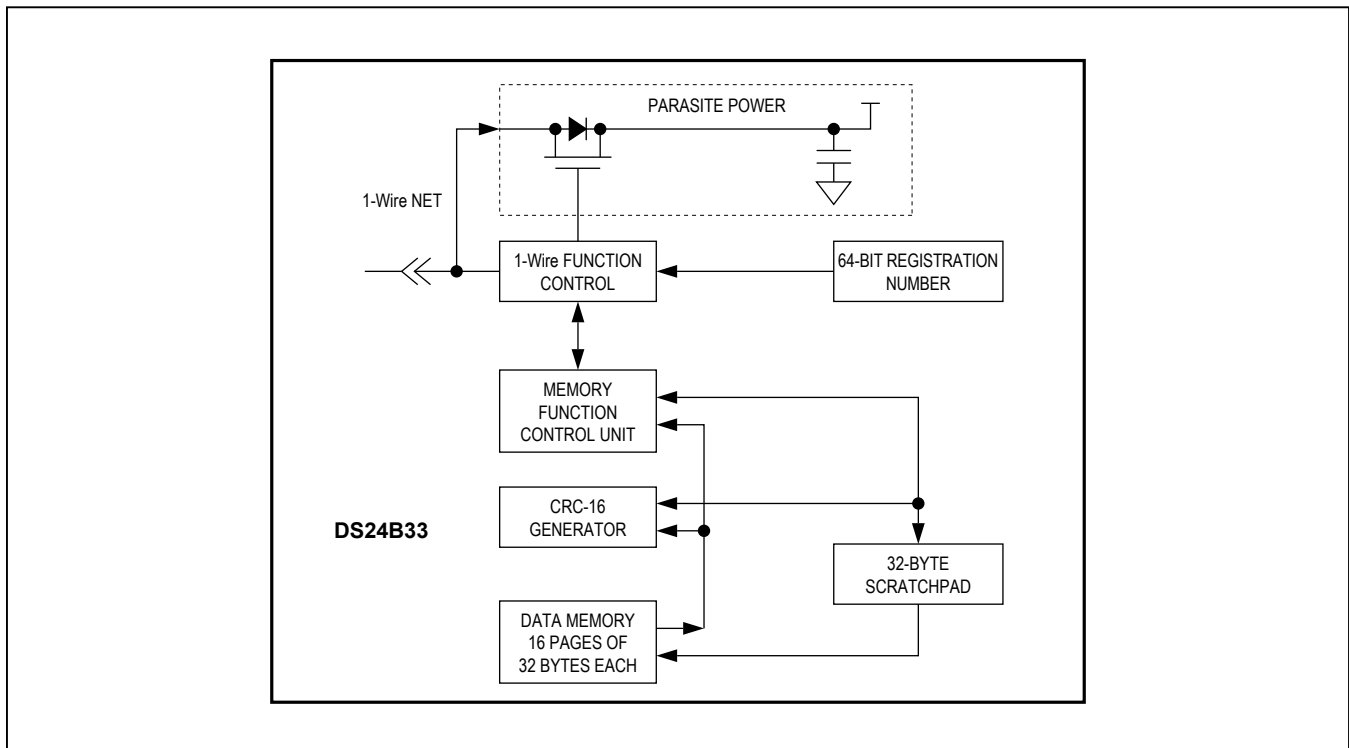 PARASITE POWER
1-Wire NET
1-Wire FUNCTION
CONTROL
64-BIT REGISTRATION
NUMBER
MEMORY
FUNCTION
CONTROL UNIT
CRC-16
GENERATOR
DS24B33
32-BYTE
SCRATCHPAD
DATA MEMORY
16 PAGES OF
32 BYTES EACH